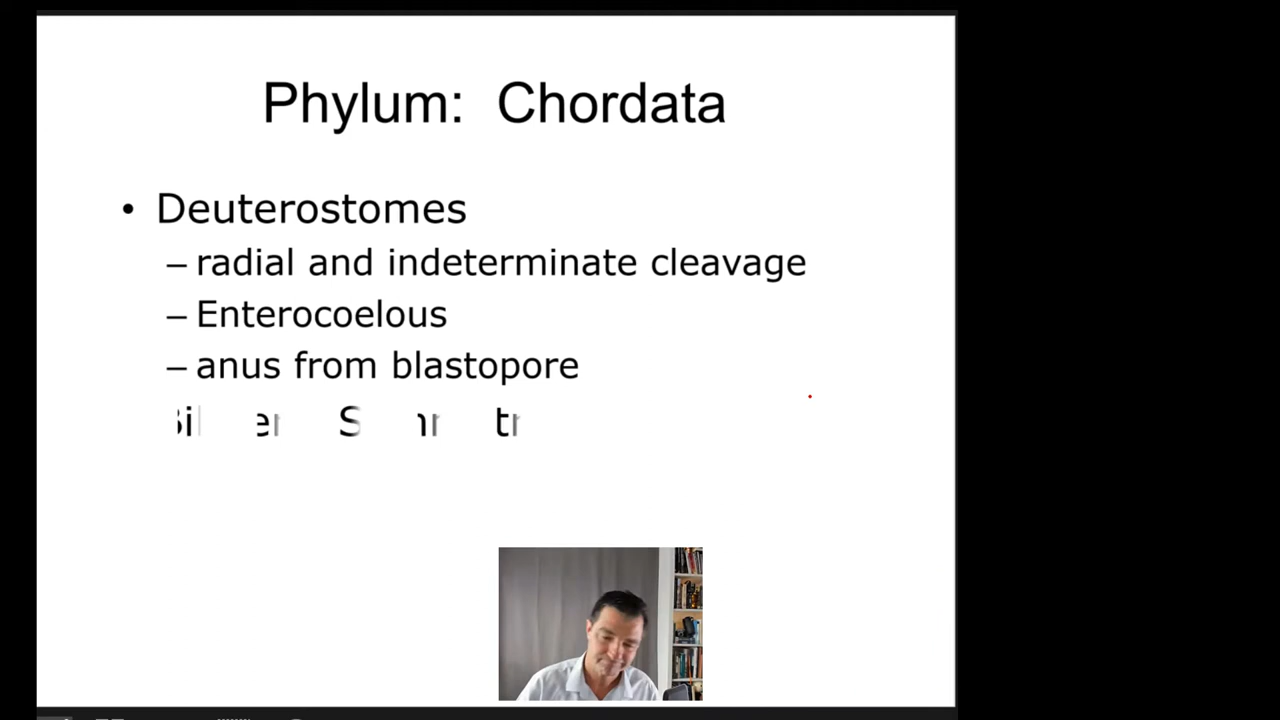 Phylum: Chordata
• Deuterostomes
– radial and indeterminate cleavage
– Enterocoelous
– anus from blastopore